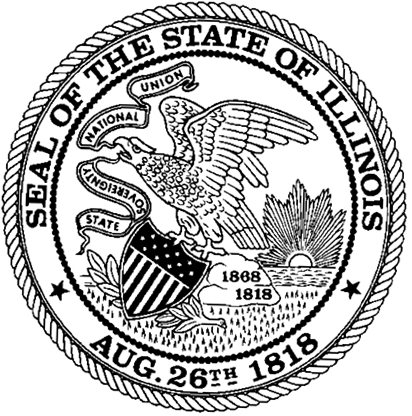 SEAL OF THE STATE OF ILLINOIS
AUG. 26TH 1818
STATE
SOVEREIGNTY
NATIONAL
UNION
1868
1818